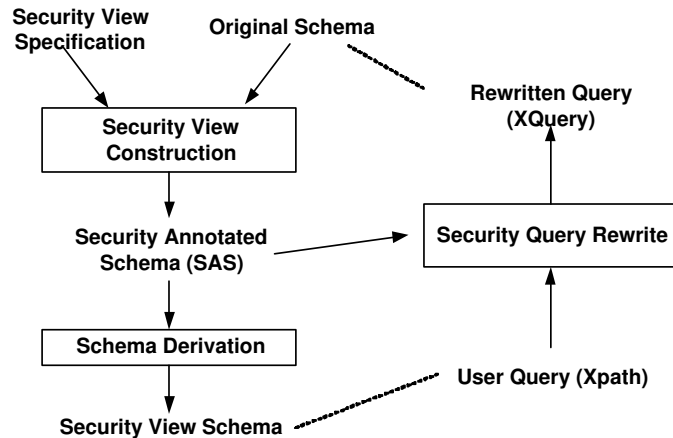 Security View
Specification
Original Schema
Rewritten Query
(XQuery)
Security View
Construction
Security Annotated
Schema (SAS)
Security Query Rewrite
Schema Derivation
User Query (Xpath)
Security View Schema